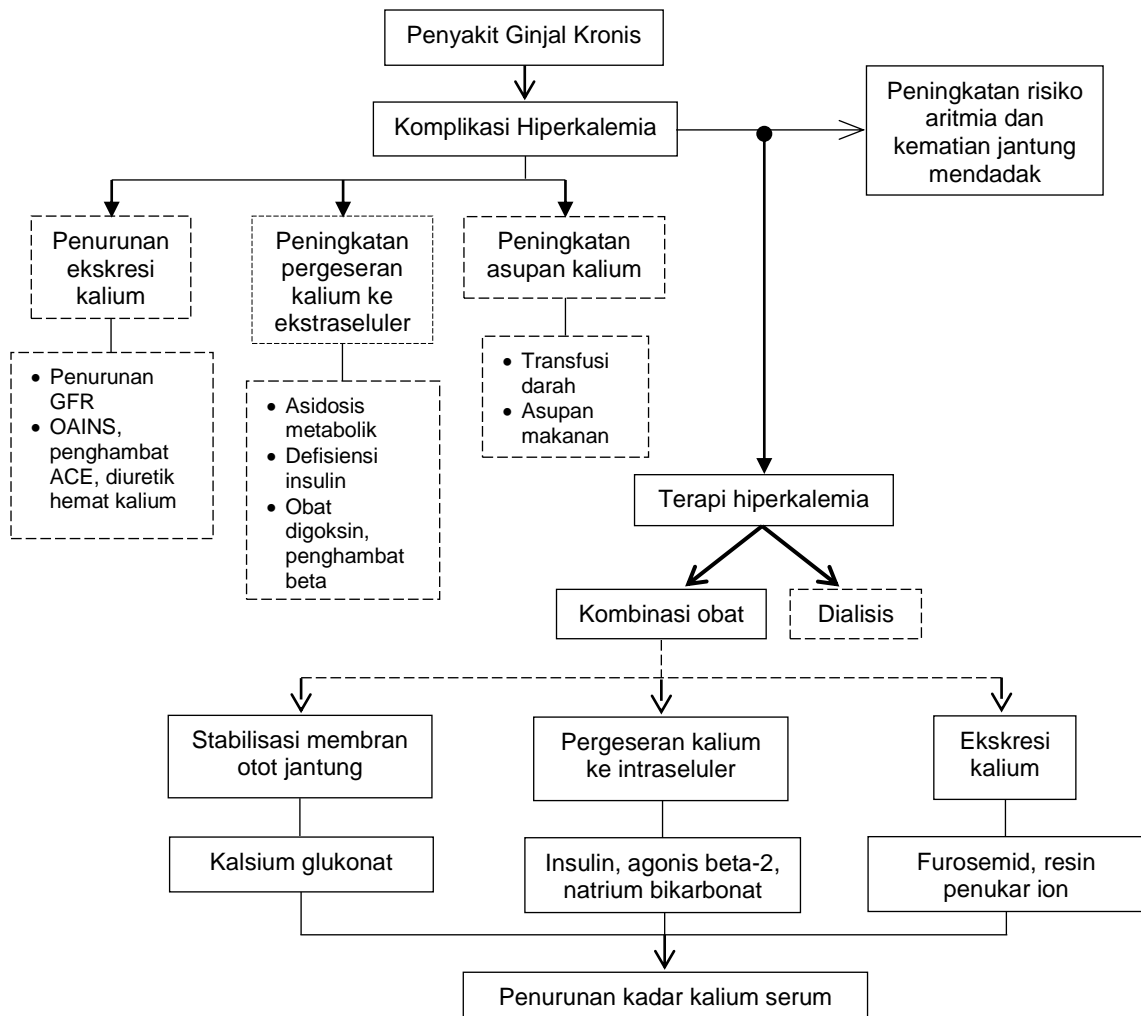 Penyakit Ginjal Kronis
Komplikasi Hiperkalemia
Peningkatan risiko
aritmia dan
kematian jantung
mendadak
Penurunan
ekskresi
kalium
Peningkatan
pergeseran
kalium ke
ekstraseluler
Peningkatan
asupan kalium
• Penurunan
GFR
• OAINS,
penghambat
ACE, diuretik
hemat kalium
• Asidosis
metabolik
• Defisiensi
insulin
• Obat
digoksin,
penghambat
beta
• Transfusi
darah
• Asupan
makanan
Terapi hiperkalemia
Kombinasi obat
Dialisis
Stabilisasi membran
otot jantung
Pergeseran kalium
ke intraseluler
Ekskresi
kalium
Kalsium glukonat
Insulin, agonis beta-2,
natrium bikarbonat
Furosemid, resin
penukar ion
Penurunan kadar kalium serum